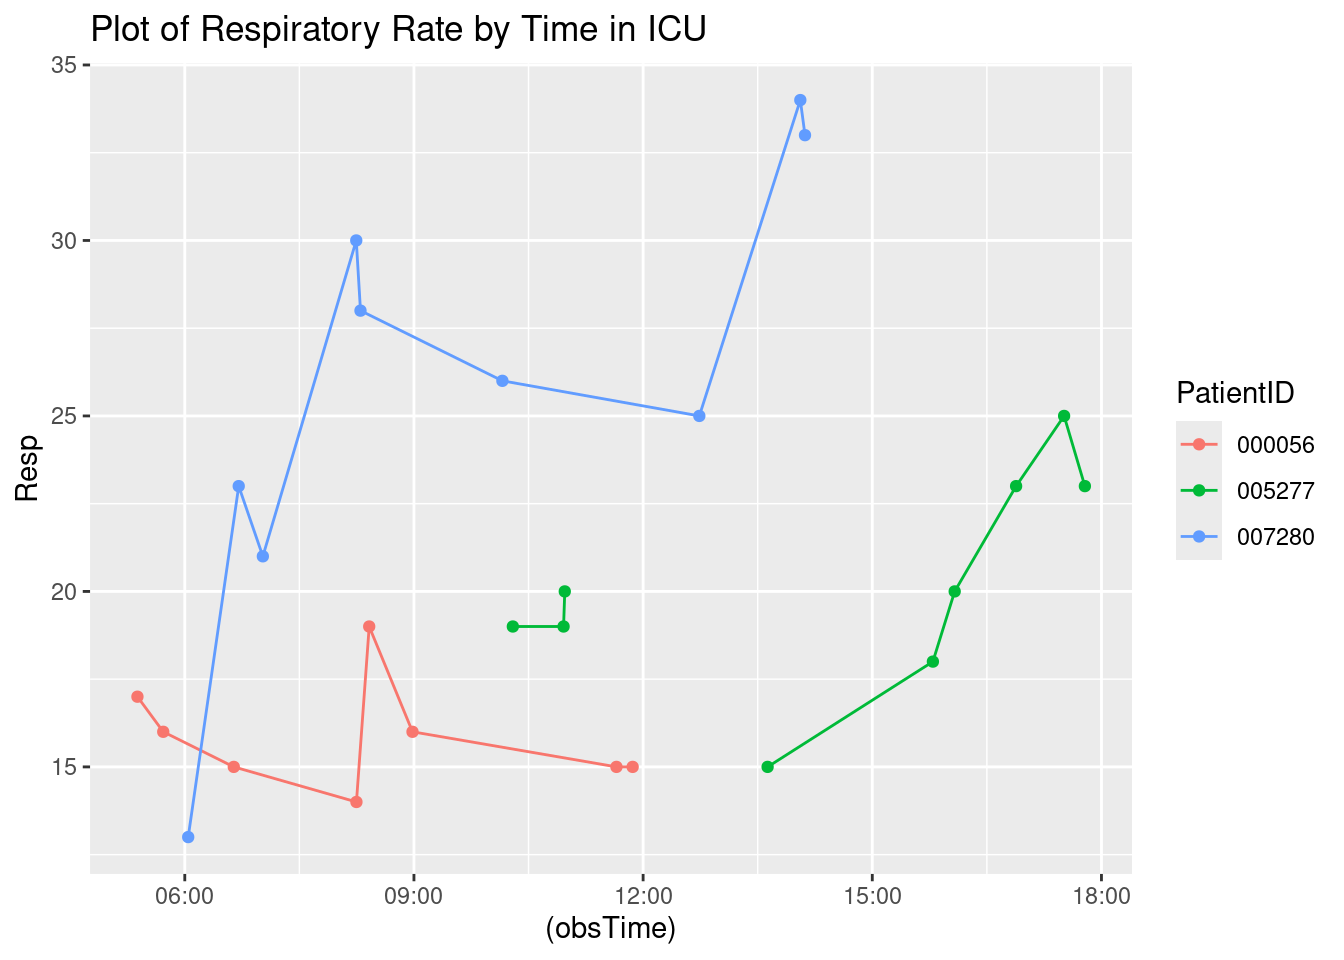 Plot of Respiratory Rate by Time in ICU
35
30
25
20
15
Resp
06:00 09:00 12:00 15:00 18:00
(obsTime)
PatientID
000056
005277
007280